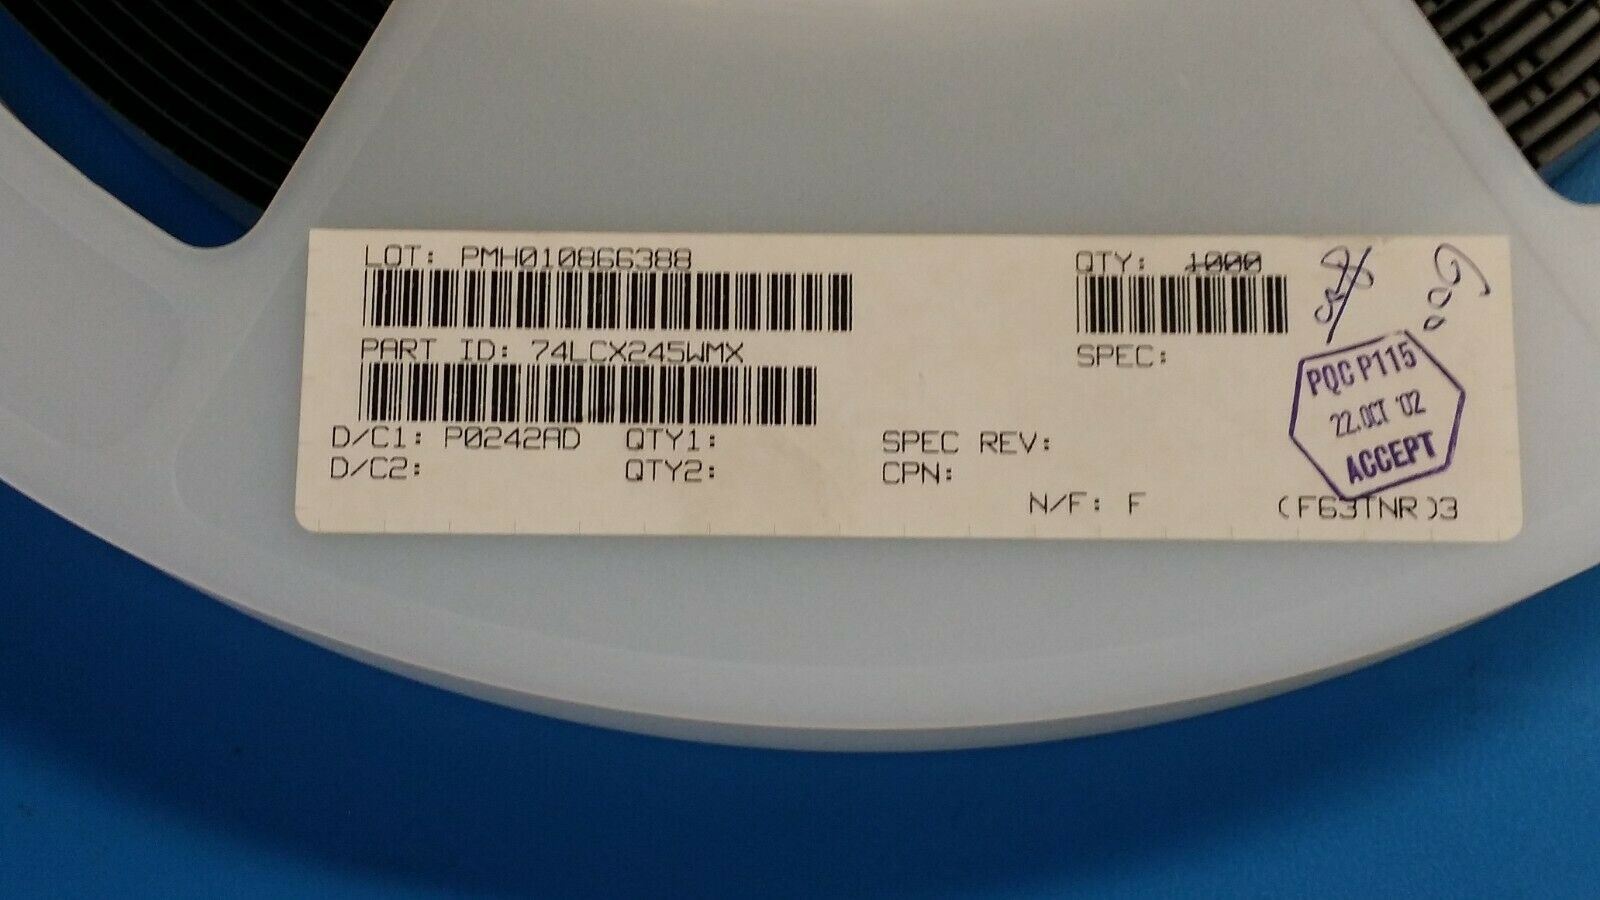 LOT: PMH010866388
QTY: 1000
PART ID: 74LCX245WMX
SPEC:
D/C1: P0242AD QTY1:
SPEC REV:
D/C2: QTY2:
CPN:
N/F: F
(F63TNR)3
PQC P115
22.OCT '02
ACCEPT